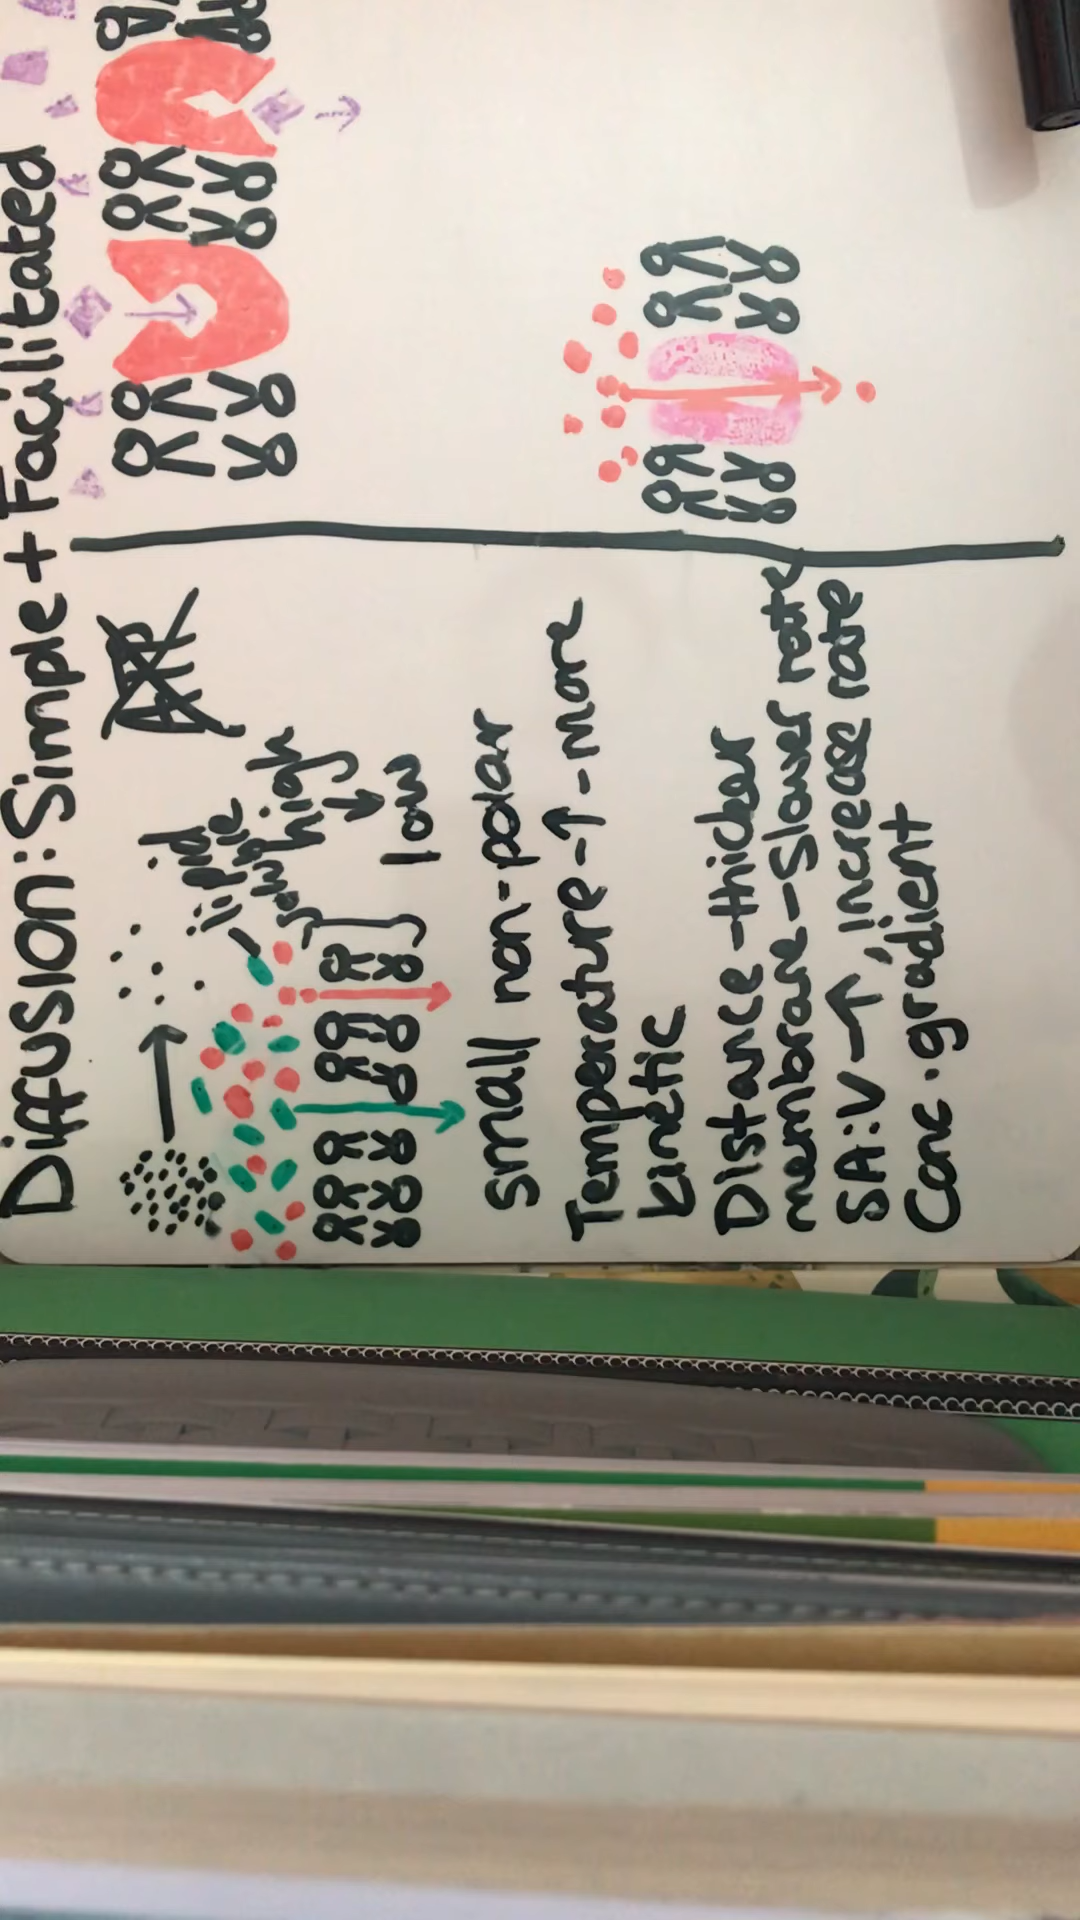 Diffusion: Simple + Facilitated
ATP
lipid
soluble
high
↓
low
Small non-polar
Temperature-↑-more
kinetic
Distance-thicker
membrane-Slower rate
SA:V-↑, increase rate
Conc.gradient